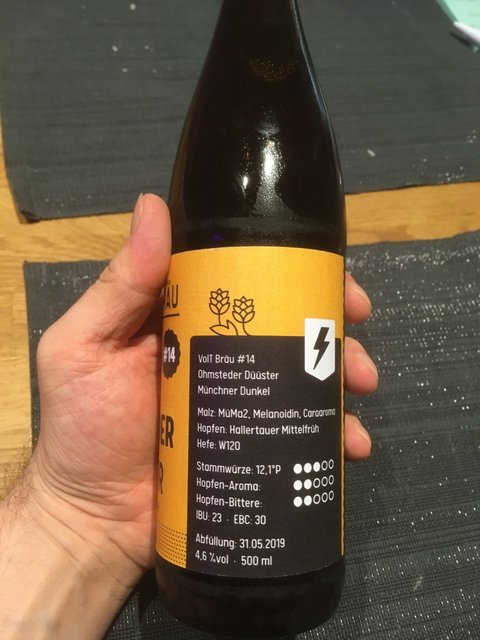 ÄU
#14
ER
R
VolT Bräu #14
Ohmsteder Düüster
Münchner Dunkel
Malz: MüMa2, Melanoidin, Caraaroma
Hopfen: Hallertauer Mittelfrüh
Hefe: W120
Stammwürze: 12,1°P
Hopfen-Aroma:
Hopfen-Bittere:
IBU: 23 · EBC: 30
Abfüllung: 31.05.2019
4,6 %vol · 500 ml